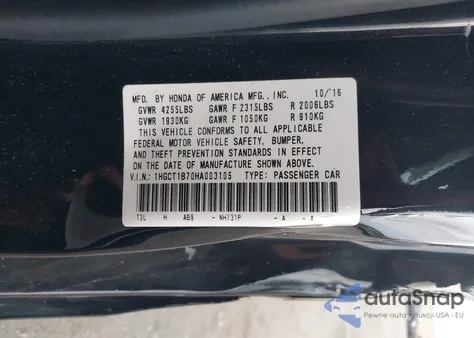 MFD. BY HONDA OF AMERICA MFG., INC. 10/16
GVWR 4255LBS GAWR F 2315LBS R 2006LBS
GVWR 1930KG GAWR F 1050KG R 910KG
THIS VEHICLE CONFORMS TO ALL APPLICABLE
FEDERAL MOTOR VEHICLE SAFETY, BUMPER,
AND THEFT PREVENTION STANDARDS IN EFFECT
ON THE DATE OF MANUFACTURE SHOWN ABOVE.
V.I.N.: 1HGCT1B70HA003105 TYPE: PASSENGER CAR
T3L H ABB - NH731P - A - A
autoSnap
Pewne auta i aukcji USA i EU